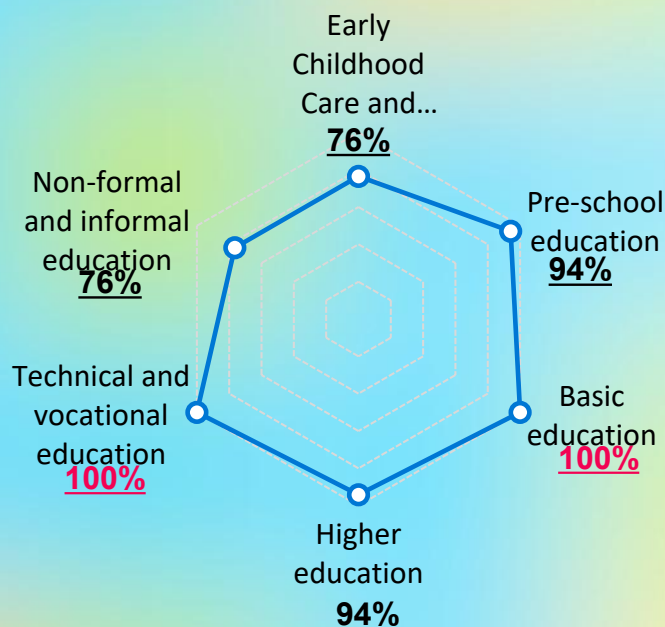 Early
Childhood
Care and…
76%
Pre-school
education
94%
Basic
education
100%
Higher
education
94%
Technical and
vocational
education
100%
Non-formal
and informal
education
76%